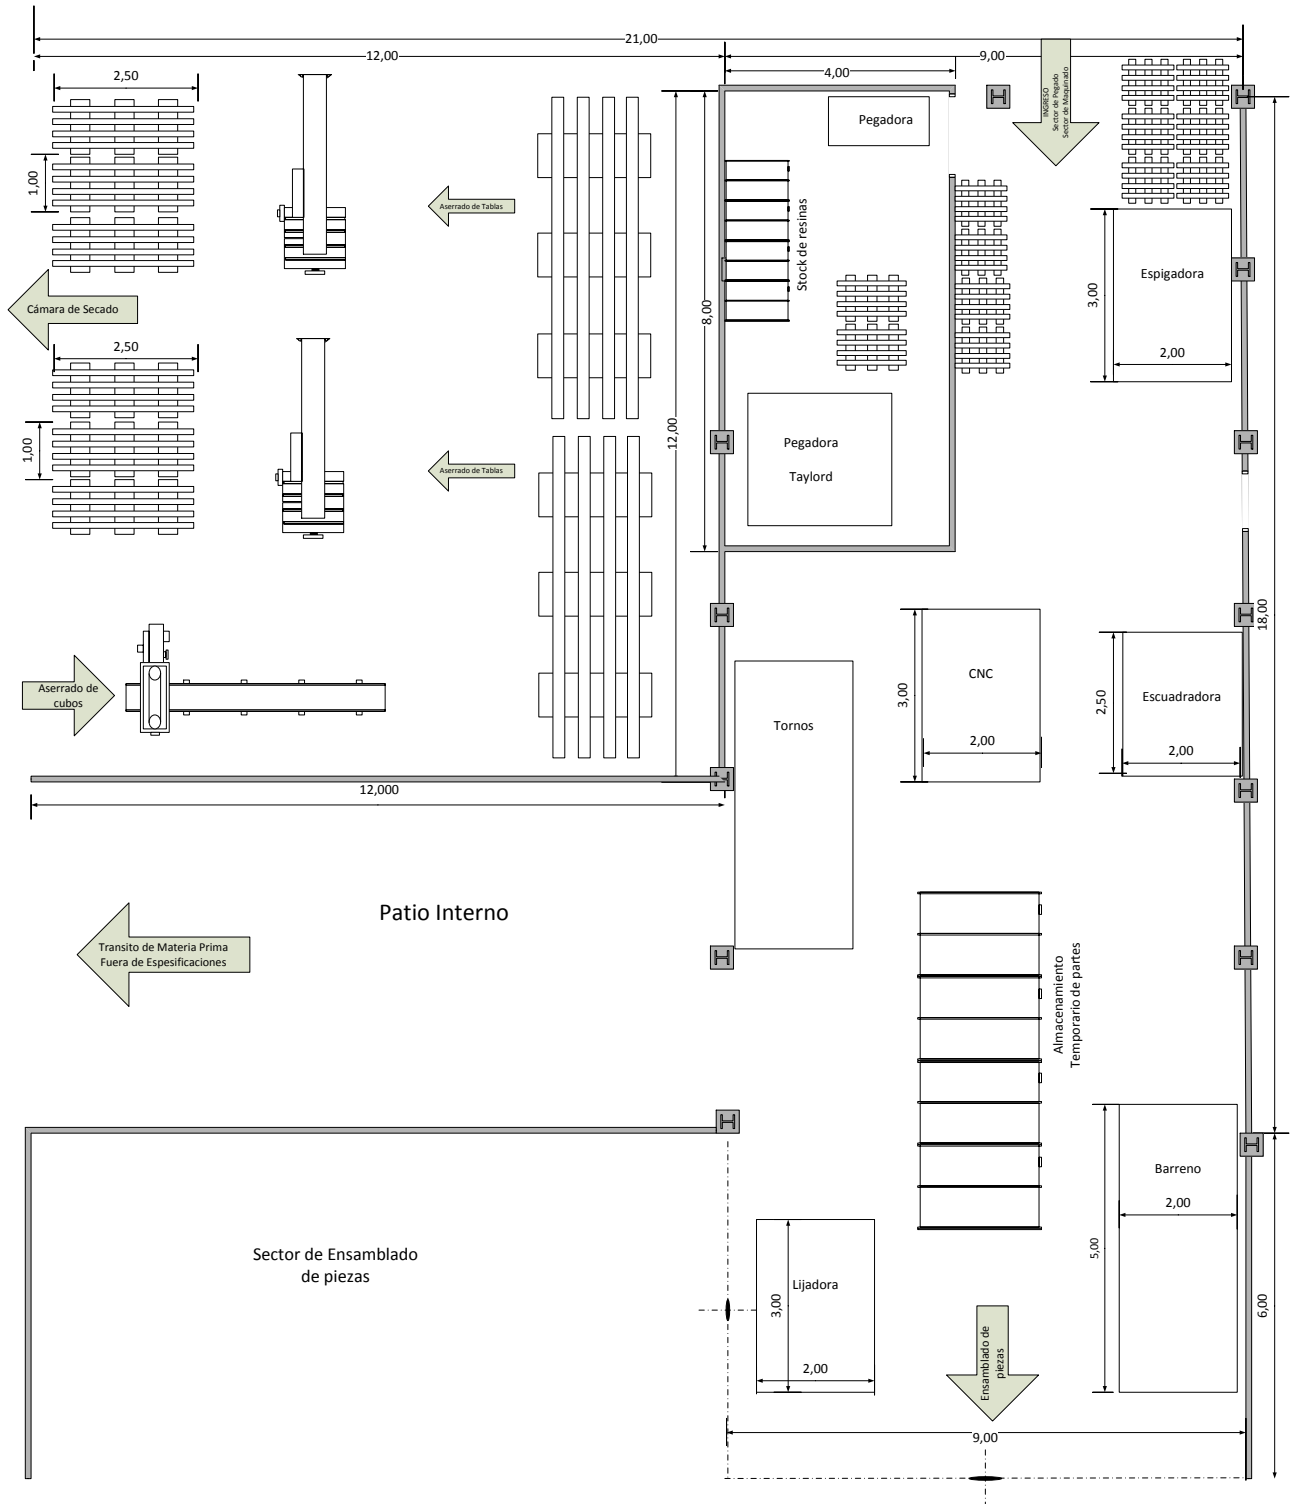 21,00
12,00
9,00
4,00
2,50
Pegadora
INGRESO
Sector de Pegado
Sector de Maquinado
1,00
Aserrado de Tablas
Stock de resinas
Espigadora
3,00
2,00
Cámara de Secado
8,00
2,50
12,00
1,00
Aserrado de Tablas
Pegadora
Taylord
18,00
CNC
3,00
2,00
Escuadradora
2,50
2,00
Aserrado de
cubos
Tornos
12,000
Patio Interno
Transito de Materia Prima
Fuera de Espesificaciones
Almacenamiento
Temporario de partes
Barreno
2,00
5,00
Sector de Ensamblado
de piezas
Lijadora
3,00
2,00
6,00
Ensamblado de
piezas
9,00